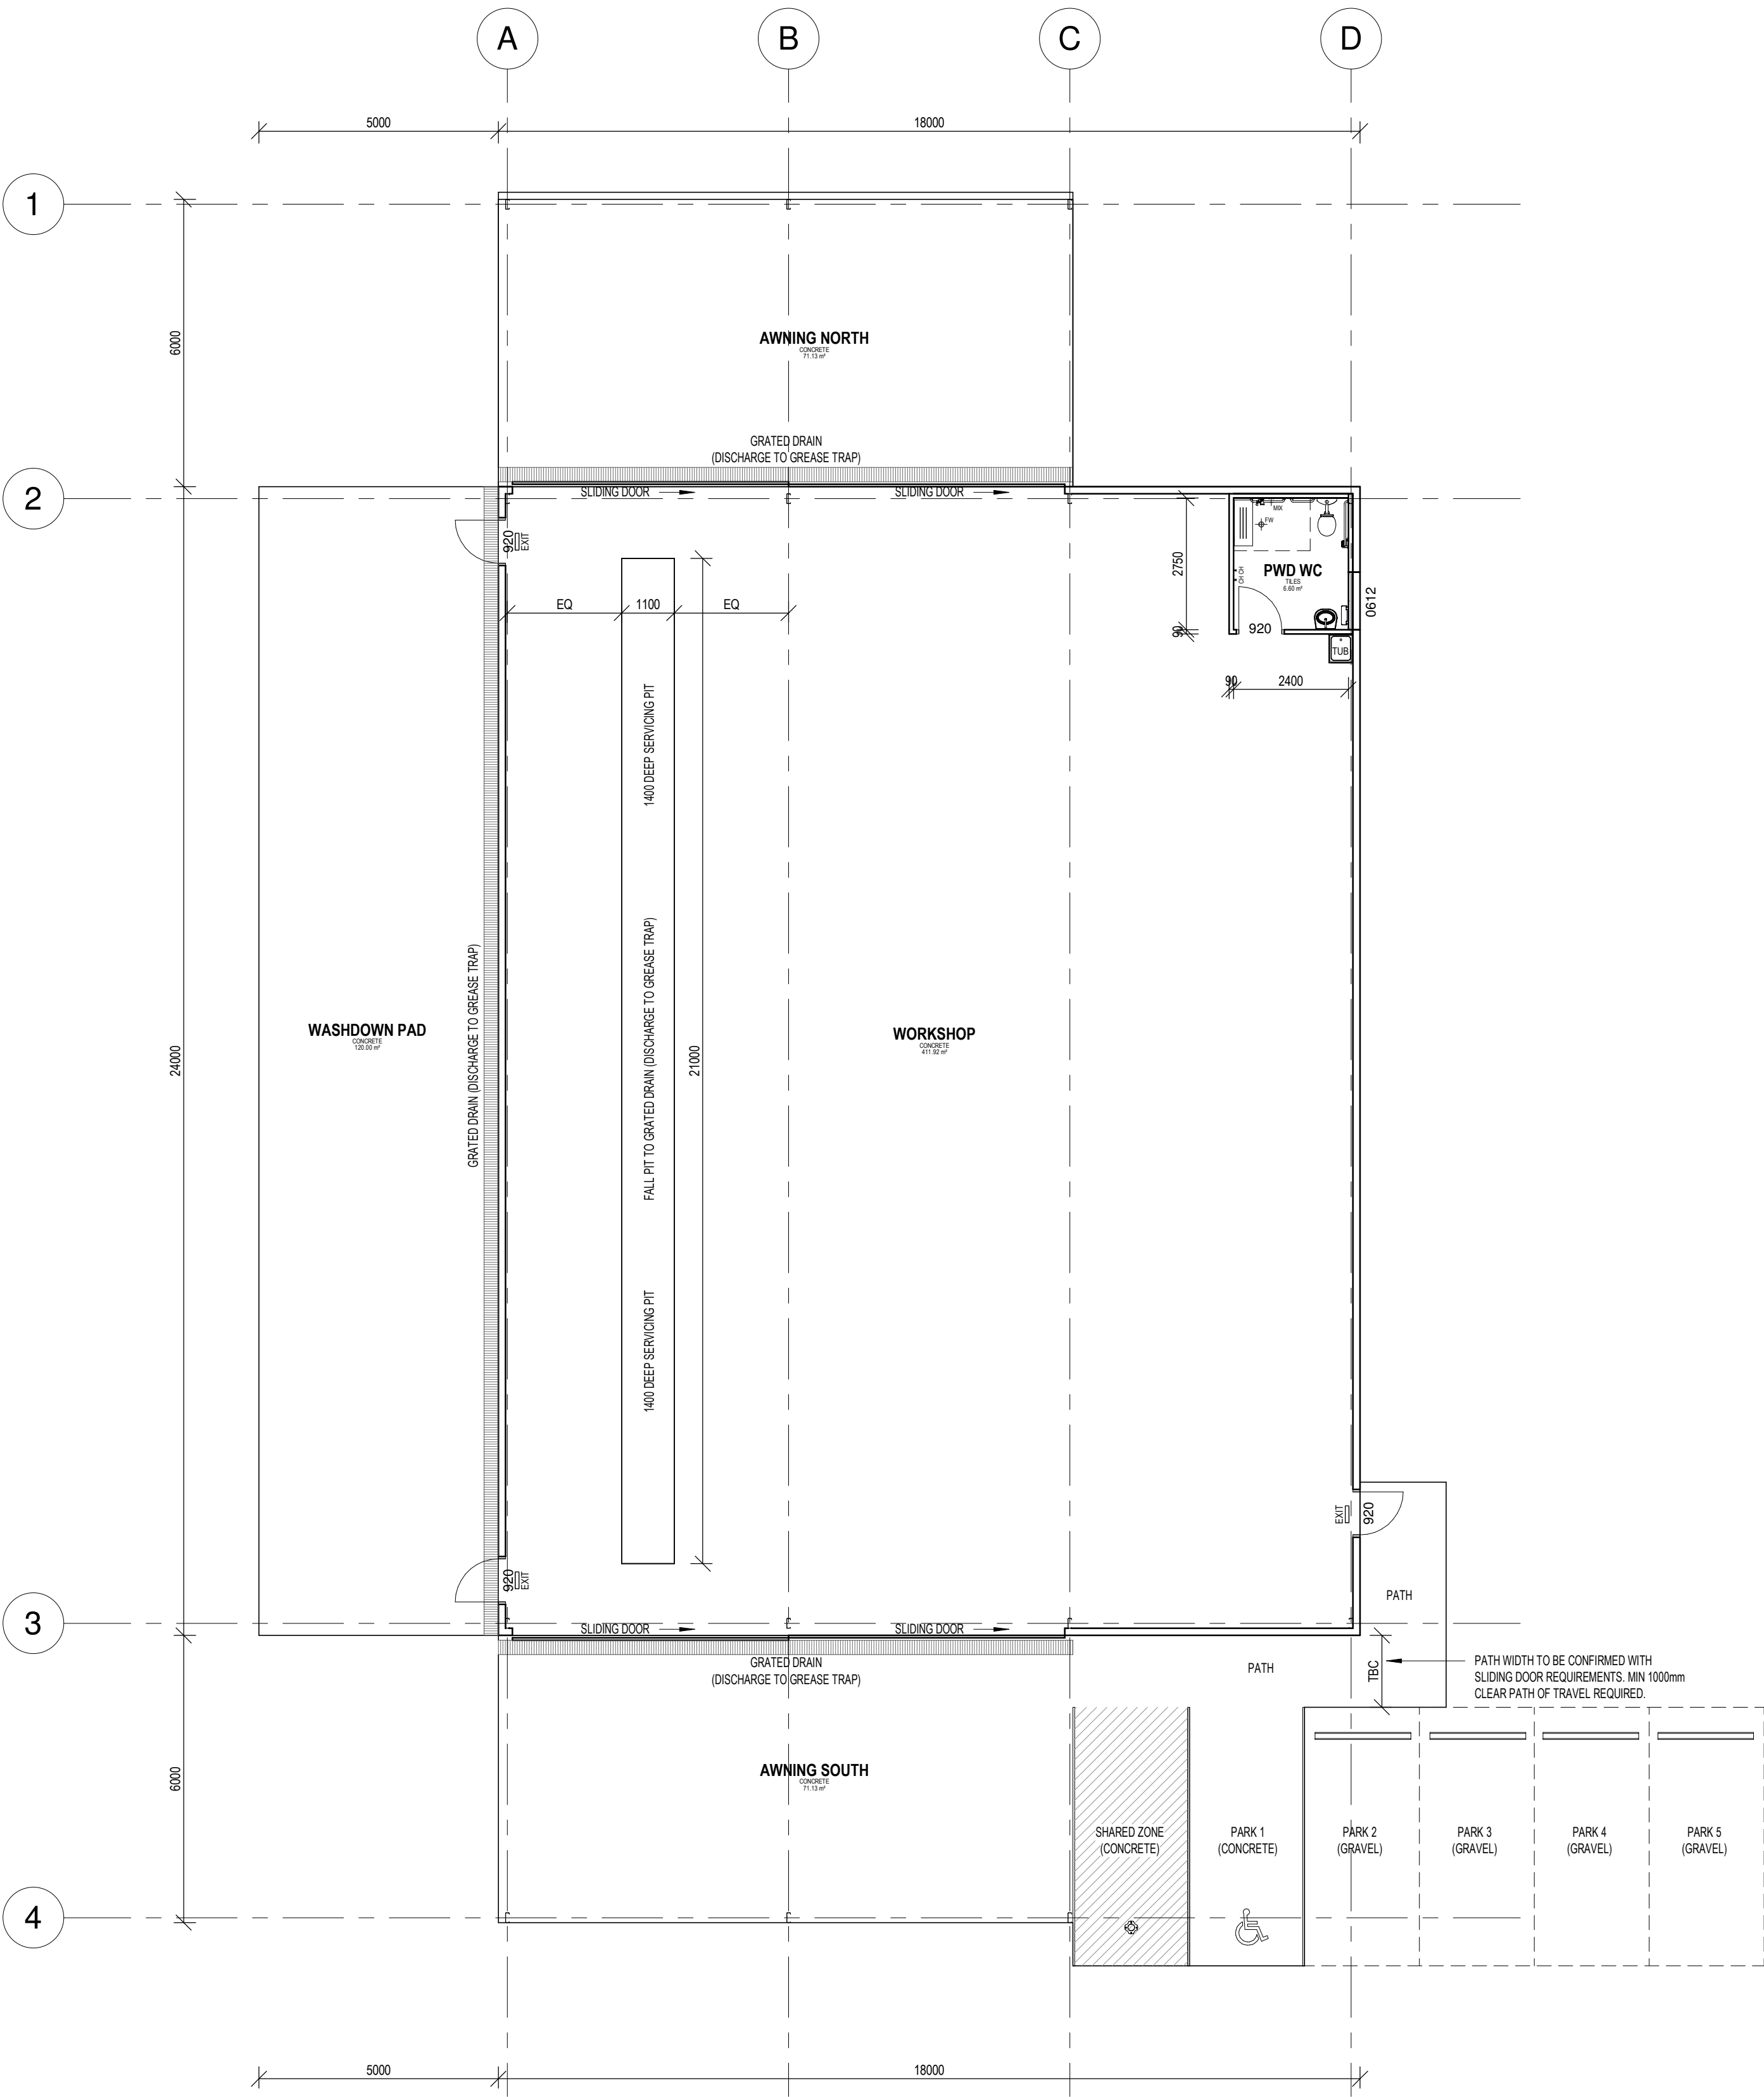 A
B
C
D
5000
18000
1
6000
AWNING NORTH
CONCRETE
71.13 m²
GRATED DRAIN
(DISCHARGE TO GREASE TRAP)
2
SLIDING DOOR
SLIDING DOOR
920
EXIT
MIX
FW
2750
CH CH
PWD WC
TILES
6.60 m²
0612
EQ
1100
EQ
90
920
TUB
90
2400
1400 DEEP SERVICING PIT
GRATED DRAIN (DISCHARGE TO GREASE TRAP)
FALL PIT TO GRATED DRAIN (DISCHARGE TO GREASE TRAP)
WASHDOWN PAD
CONCRETE
120.00 m²
WORKSHOP
CONCRETE
411.92 m²
24000
21000
1400 DEEP SERVICING PIT
EXIT
920
920
EXIT
PATH
3
SLIDING DOOR
SLIDING DOOR
GRATED DRAIN
(DISCHARGE TO GREASE TRAP)
PATH
TBC
PATH WIDTH TO BE CONFIRMED WITH
SLIDING DOOR REQUIREMENTS. MIN 1000mm
CLEAR PATH OF TRAVEL REQUIRED.
6000
AWNING SOUTH
CONCRETE
71.13 m²
SHARED ZONE
(CONCRETE)
PARK 1
(CONCRETE)
PARK 2
(GRAVEL)
PARK 3
(GRAVEL)
PARK 4
(GRAVEL)
PARK 5
(GRAVEL)
4
5000
18000